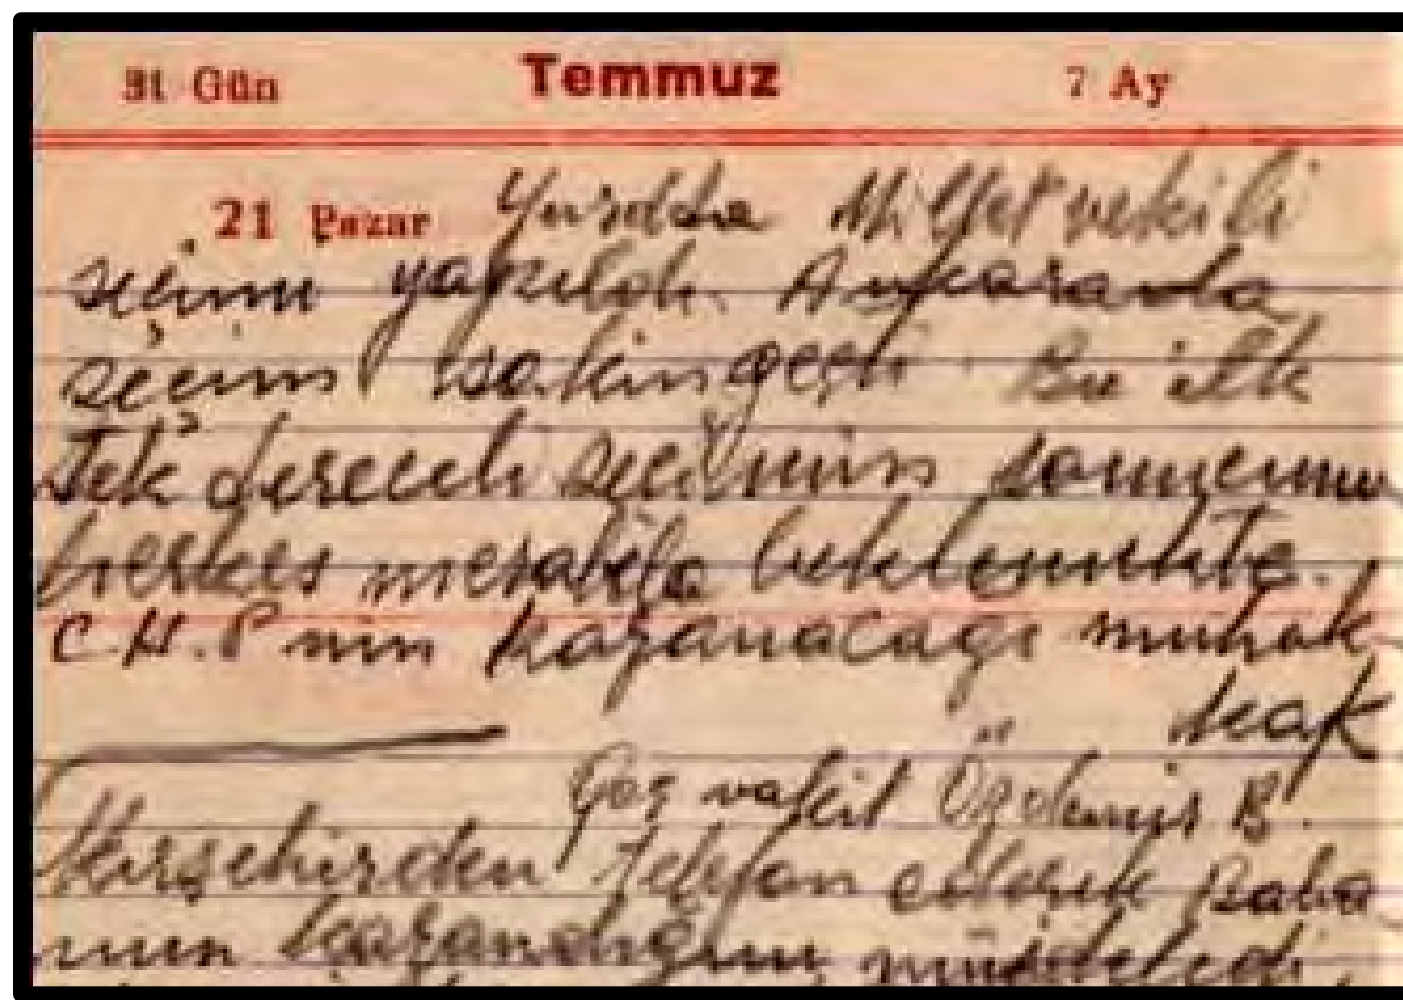 31 Gün Temmuz 7 Ay
21 Pazar Yurdda Milletvekili
seçimi yapıldı. Ankarada
seçim sakin geçti. Bu ilk
Tek dereceli seçimin sonucunu
herkes merakla beklemekte.
C.H.P nin kazanacağı muhak-
kak
Geç vakit Özdemir B.
Kırşehirden telefon ederek Baba
nın kazandığını müjdeledi.